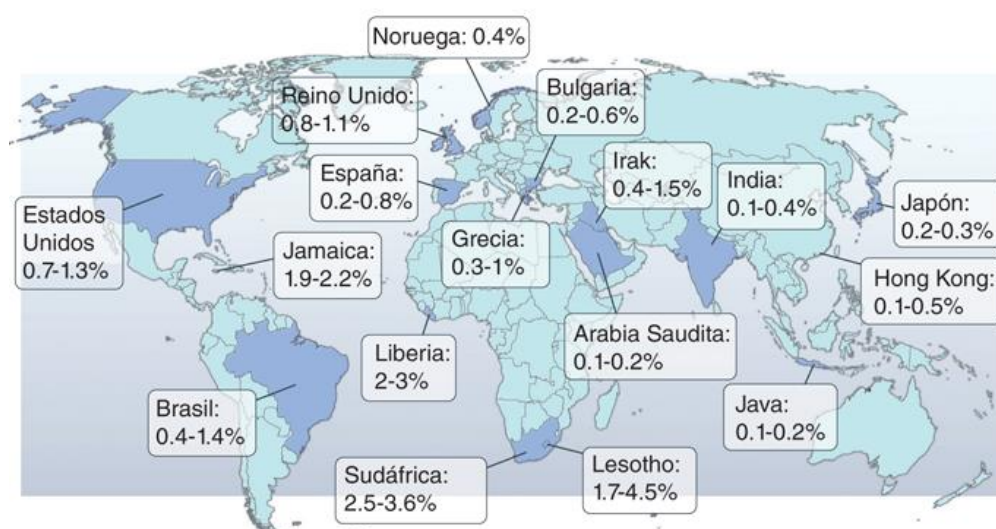 Noruega: 0.4%
Reino Unido:
0.8-1.1%
Bulgaria:
0.2-0.6%
España:
0.2-0.8%
Irak:
0.4-1.5%
India:
0.1-0.4%
Estados
Unidos
0.7-1.3%
Jamaica:
1.9-2.2%
Grecia:
0.3-1%
Japón:
0.2-0.3%
Hong Kong:
0.1-0.5%
Liberia:
2-3%
Arabia Saudita:
0.1-0.2%
Brasil:
0.4-1.4%
Java:
0.1-0.2%
Sudáfrica:
2.5-3.6%
Lesotho:
1.7-4.5%